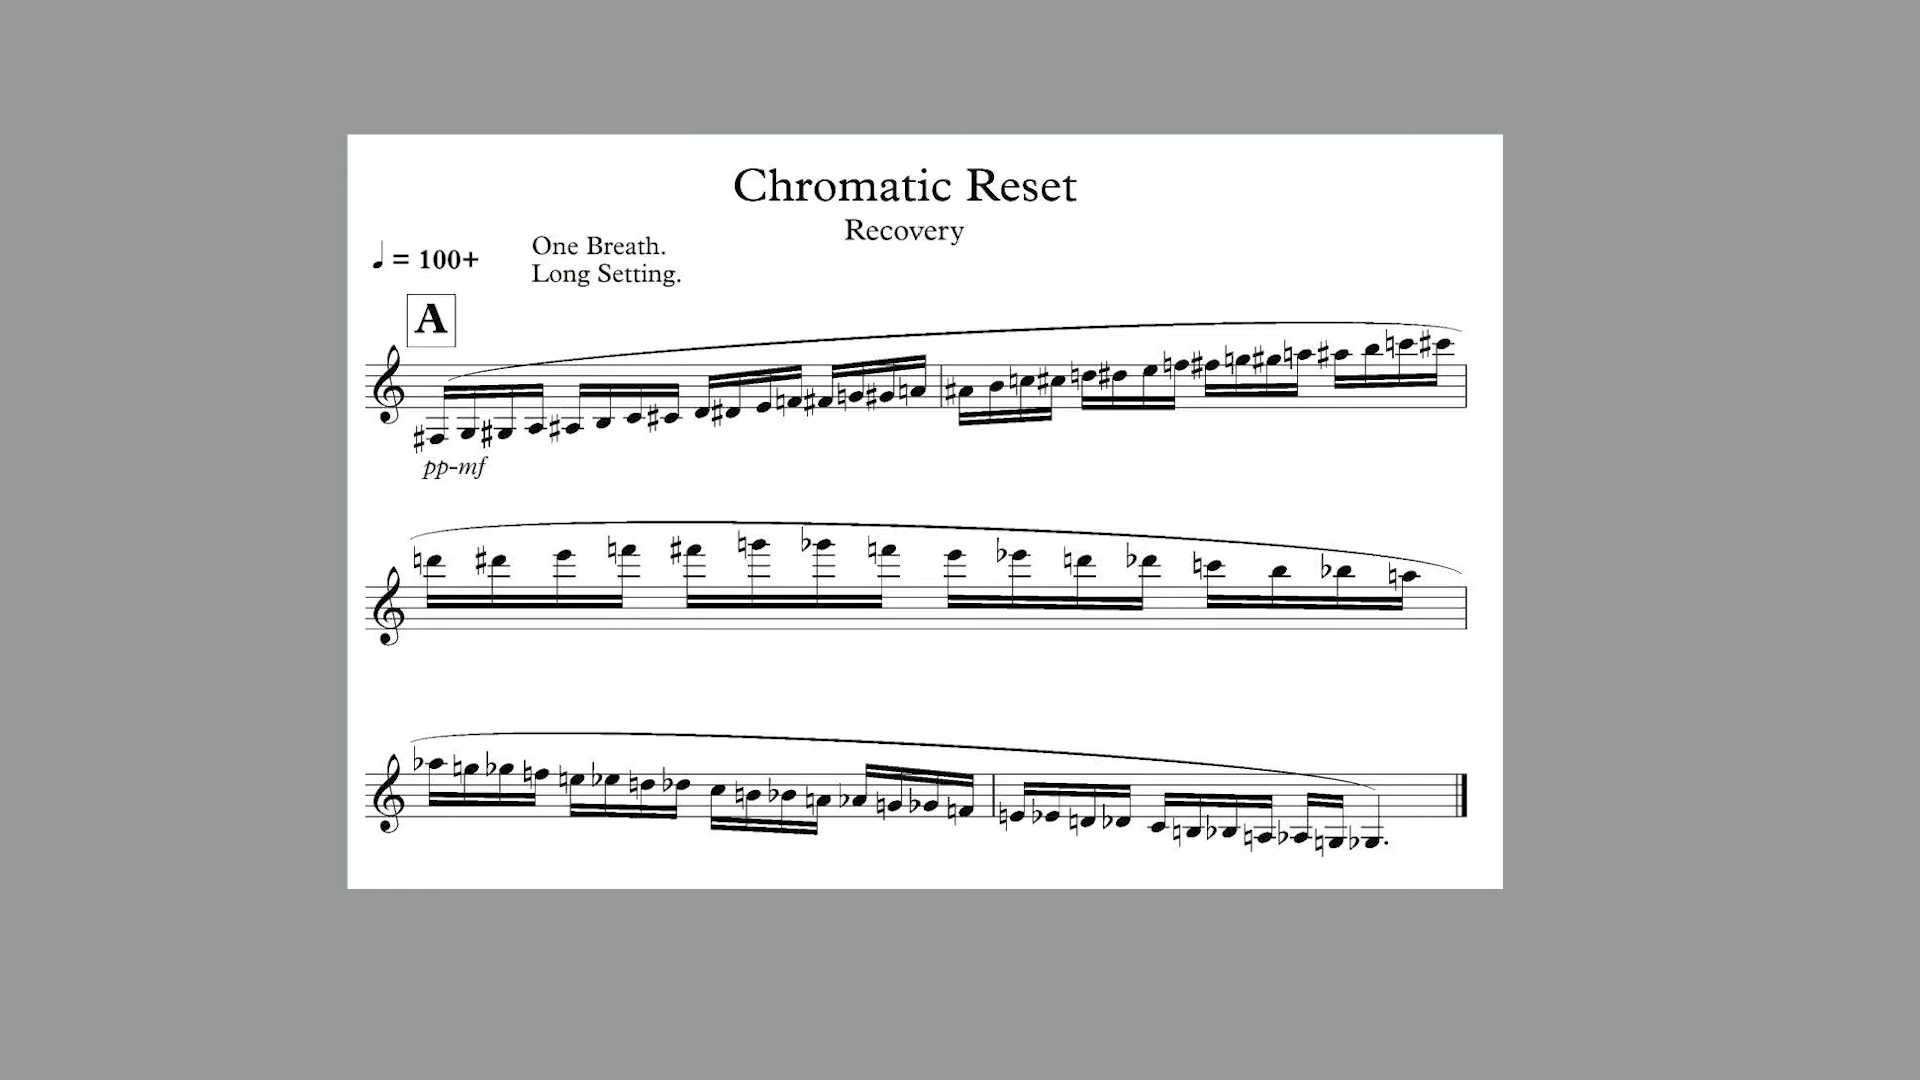 Chromatic Reset
Recovery
♩ = 100+
One Breath.
Long Setting.
A
pp-mf